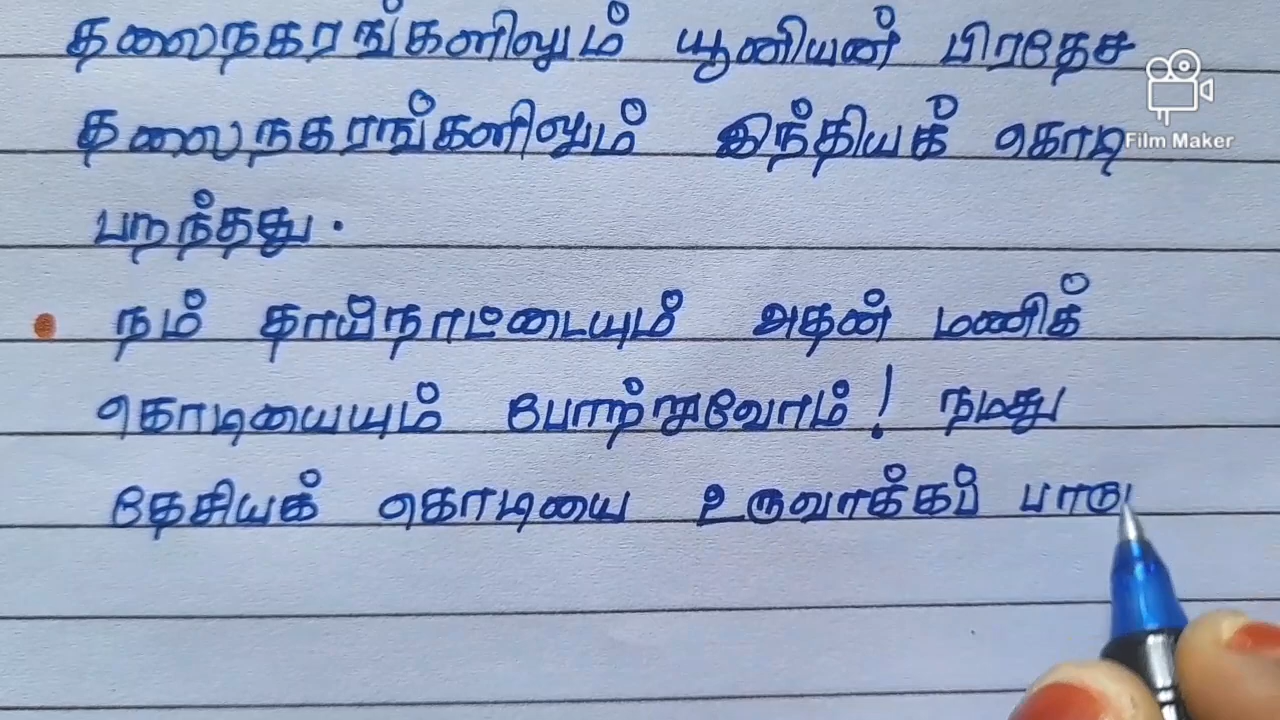 தலைநகரங்களிலும் யூனியன் பிரதேச
தலைநகரங்களிலும் இந்தியக் கொடி
பறந்தது.
நம் தாய்நாட்டையும் அதன் மணிக்
கொடியையும் போற்றுவோம்! நமது
தேசியக் கொடியை உருவாக்கப்
Film Maker